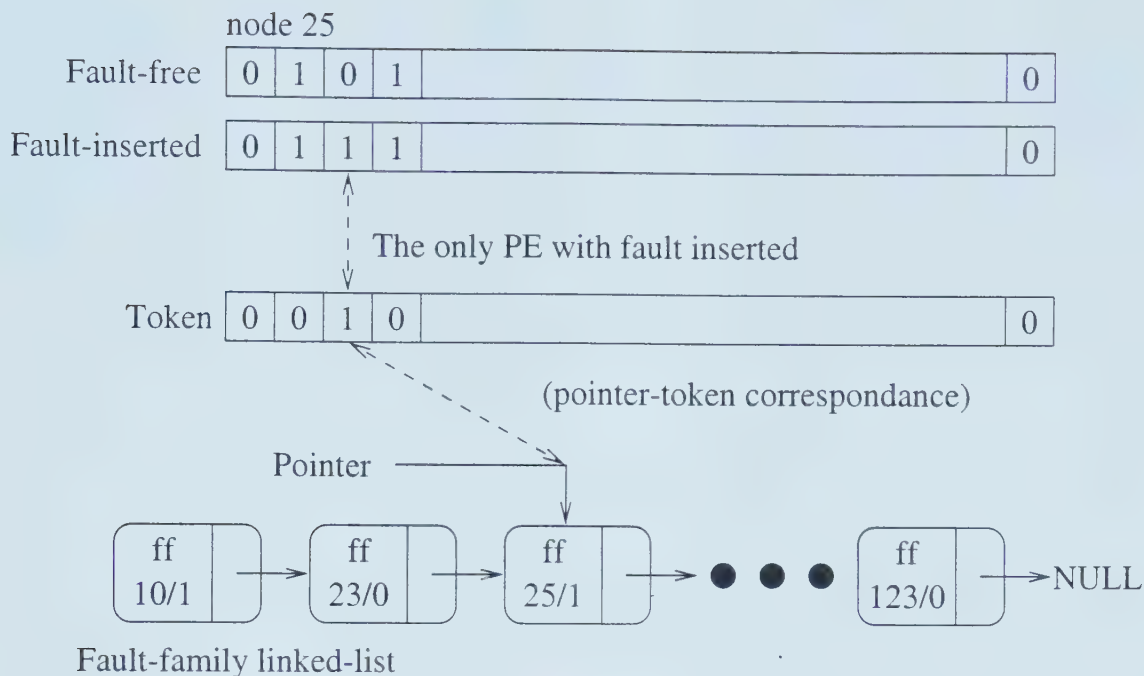 node 25
Fault-free 0 1 0 1 0
Fault-inserted 0 1 1 1 0
The only PE with fault inserted
Token 0 0 1 0 0
(pointer-token correspondance)
Pointer
ff ff ff ff
10/1 23/0 25/1 123/0 NULL
Fault-family linked-list